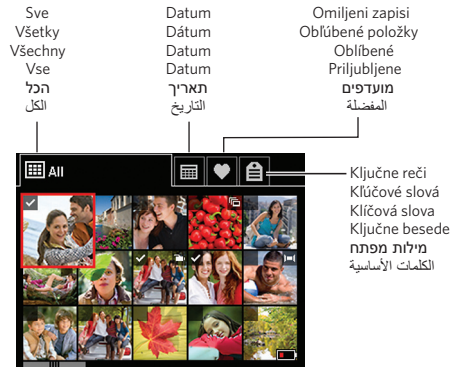 Sve
Všetky
Všechny
Vse
הכל
الكل
Datum
Dátum
Datum
Datum
תאריך
التاريخ
Omiljeni zapisi
Obľúbené položky
Oblíbené
Priljubljene
מועדפים
المفضلة
All
Ključne reči
Kľúčové slová
Klíčová slova
Ključne besede
מילות מפתח
الكلمات الأساسية